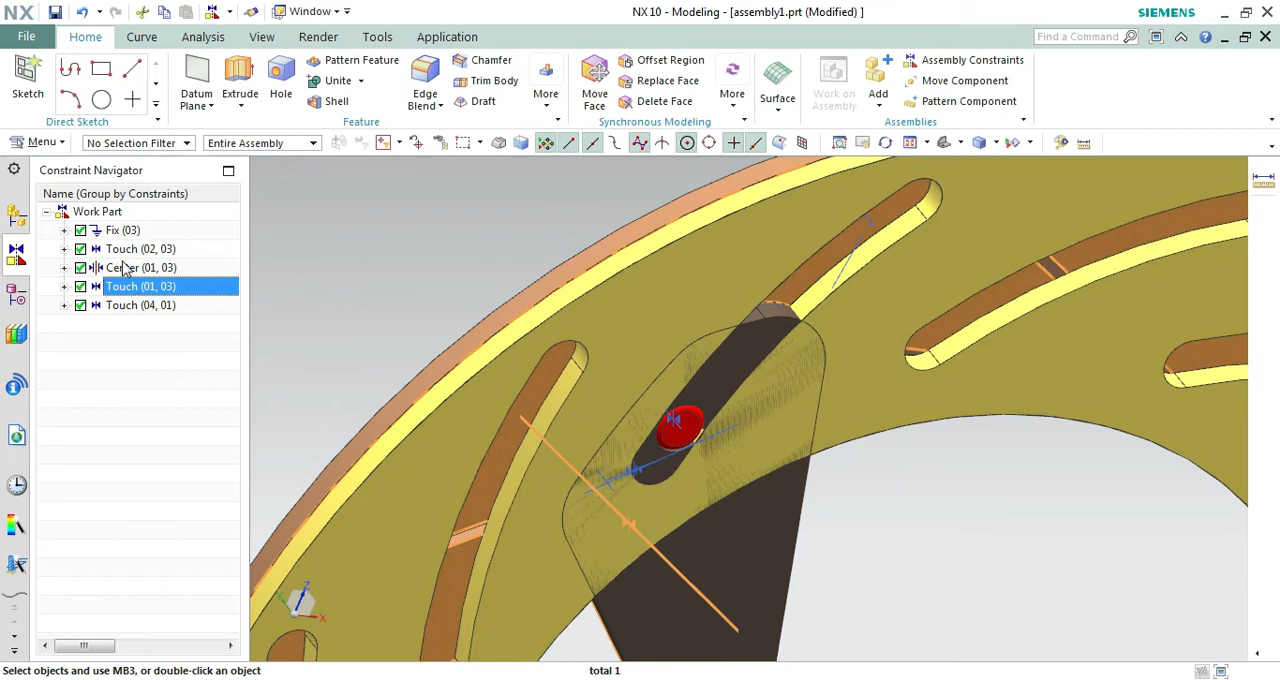 NX
Window
NX 10 - Modeling - [assembly1.prt (Modified) ]
SIEMENS
File
Home
Curve
Analysis
View
Render
Tools
Application
Find a Command
Sketch
Direct Sketch
Datum Plane
Extrude
Hole
Pattern Feature
Unite
Shell
Edge Blend
Chamfer
Trim Body
Draft
More
Feature
Move Face
Offset Region
Replace Face
Delete Face
More
Synchronous Modeling
Surface
Work on Assembly
Add
Assembly Constraints
Move Component
Pattern Component
Assemblies
Menu
No Selection Filter
Entire Assembly
Constraint Navigator
Name (Group by Constraints)
Work Part
Fix (03)
Touch (02, 03)
Center (01, 03)
Touch (01, 03)
Touch (04, 01)
Z
X
Select objects and use MB3, or double-click an object
total 1